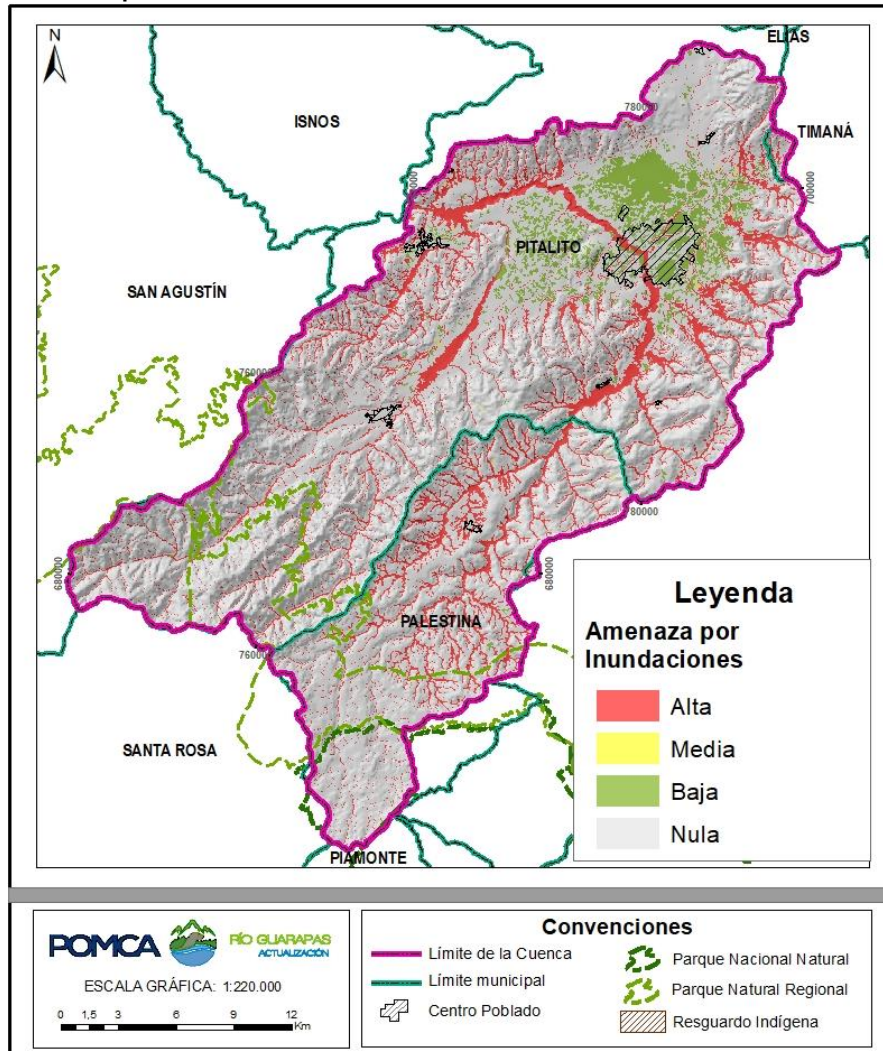 N
ELIAS
ISNOS
780000
TIMANÁ
700000
PITALITO
SAN AGUSTÍN
760000
780000
680000
680000
PALESTINA
760000
SANTA ROSA
PIAMONTE
Leyenda
Amenaza por
Inundaciones
Alta
Media
Baja
Nula
POMCA
RÍO GUARAPAS
ACTUALIZACIÓN
ESCALA GRÁFICA: 1:220.000
0 1,5 3 6 9 12
Km
Convenciones
Límite de la Cuenca
Límite municipal
Centro Poblado
Parque Nacional Natural
Parque Natural Regional
Resguardo Indígena